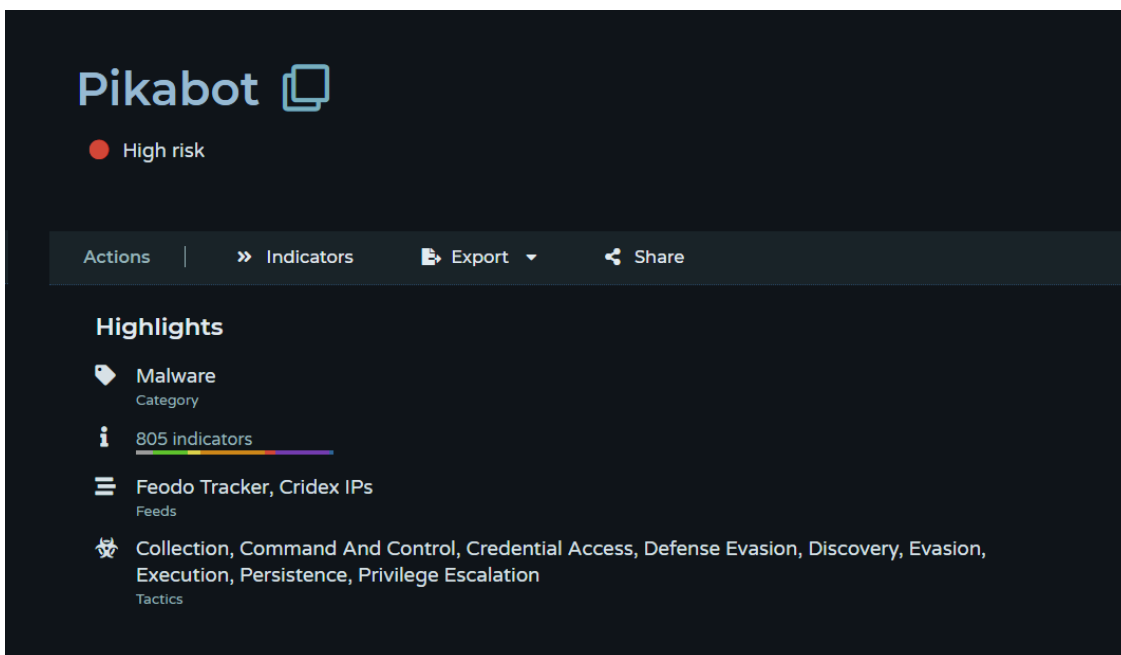 Pikabot
High risk
Actions | Indicators Export Share
Highlights
Malware
Category
805 indicators
Feodo Tracker, Cridex IPs
Feeds
Collection, Command And Control, Credential Access, Defense Evasion, Discovery, Evasion,
Execution, Persistence, Privilege Escalation
Tactics